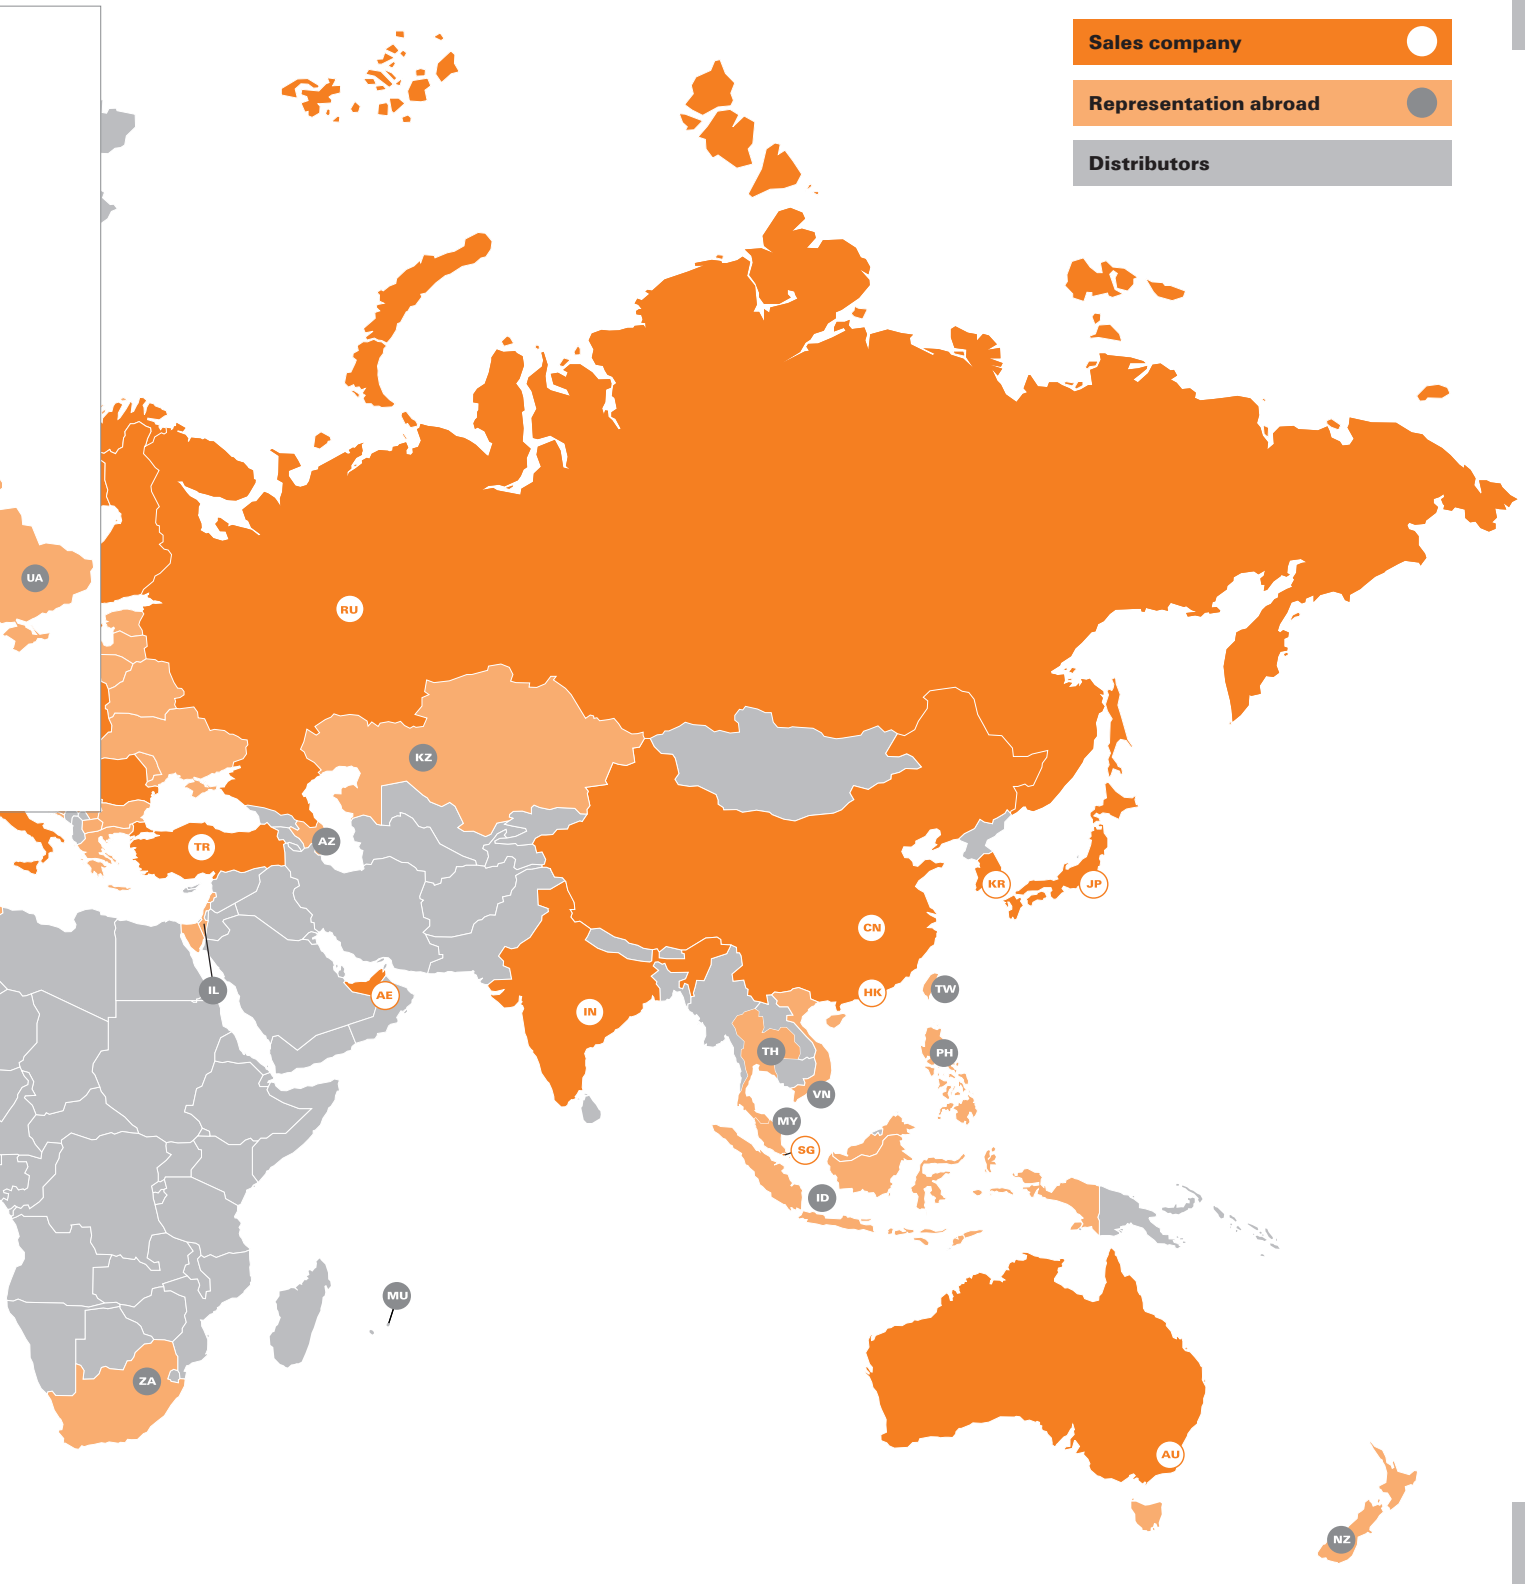 Sales company
Representation abroad
Distributors
UA
RU
KZ
TR
AZ
KR
JP
CN
IL
AE
HK
TW
IN
TH
PH
VN
MY
SG
ID
MU
ZA
AU
NZ